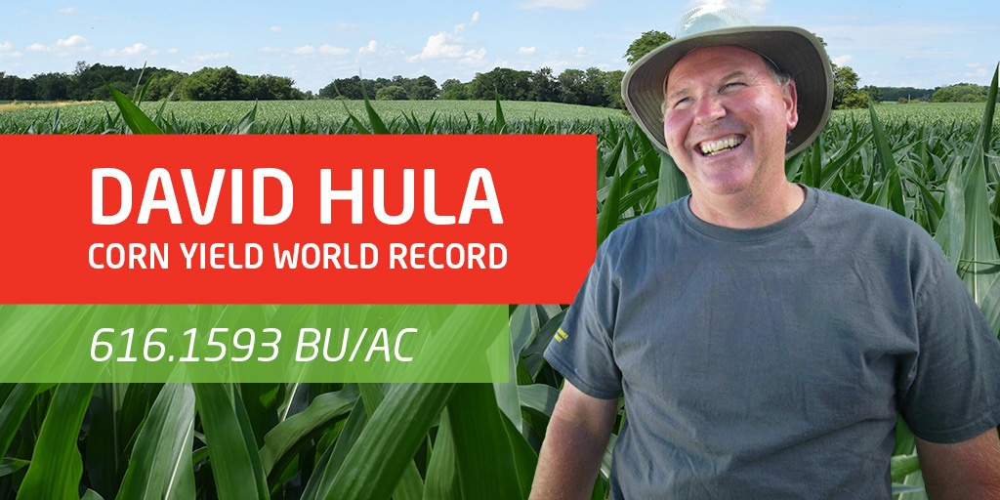 DAVID HULA
CORN YIELD WORLD RECORD
616.1593 BU/AC